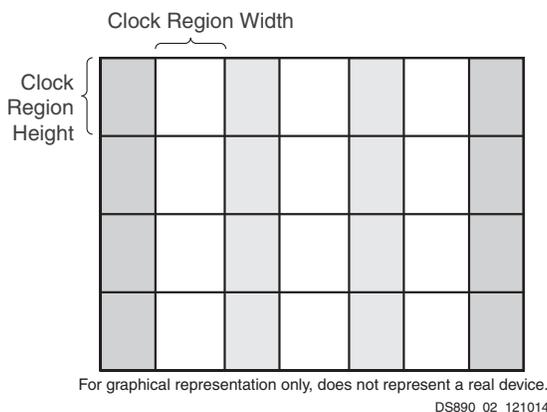 Clock Region Width
Clock
Region
Height
For graphical representation only, does not represent a real device.
DS890_02_121014